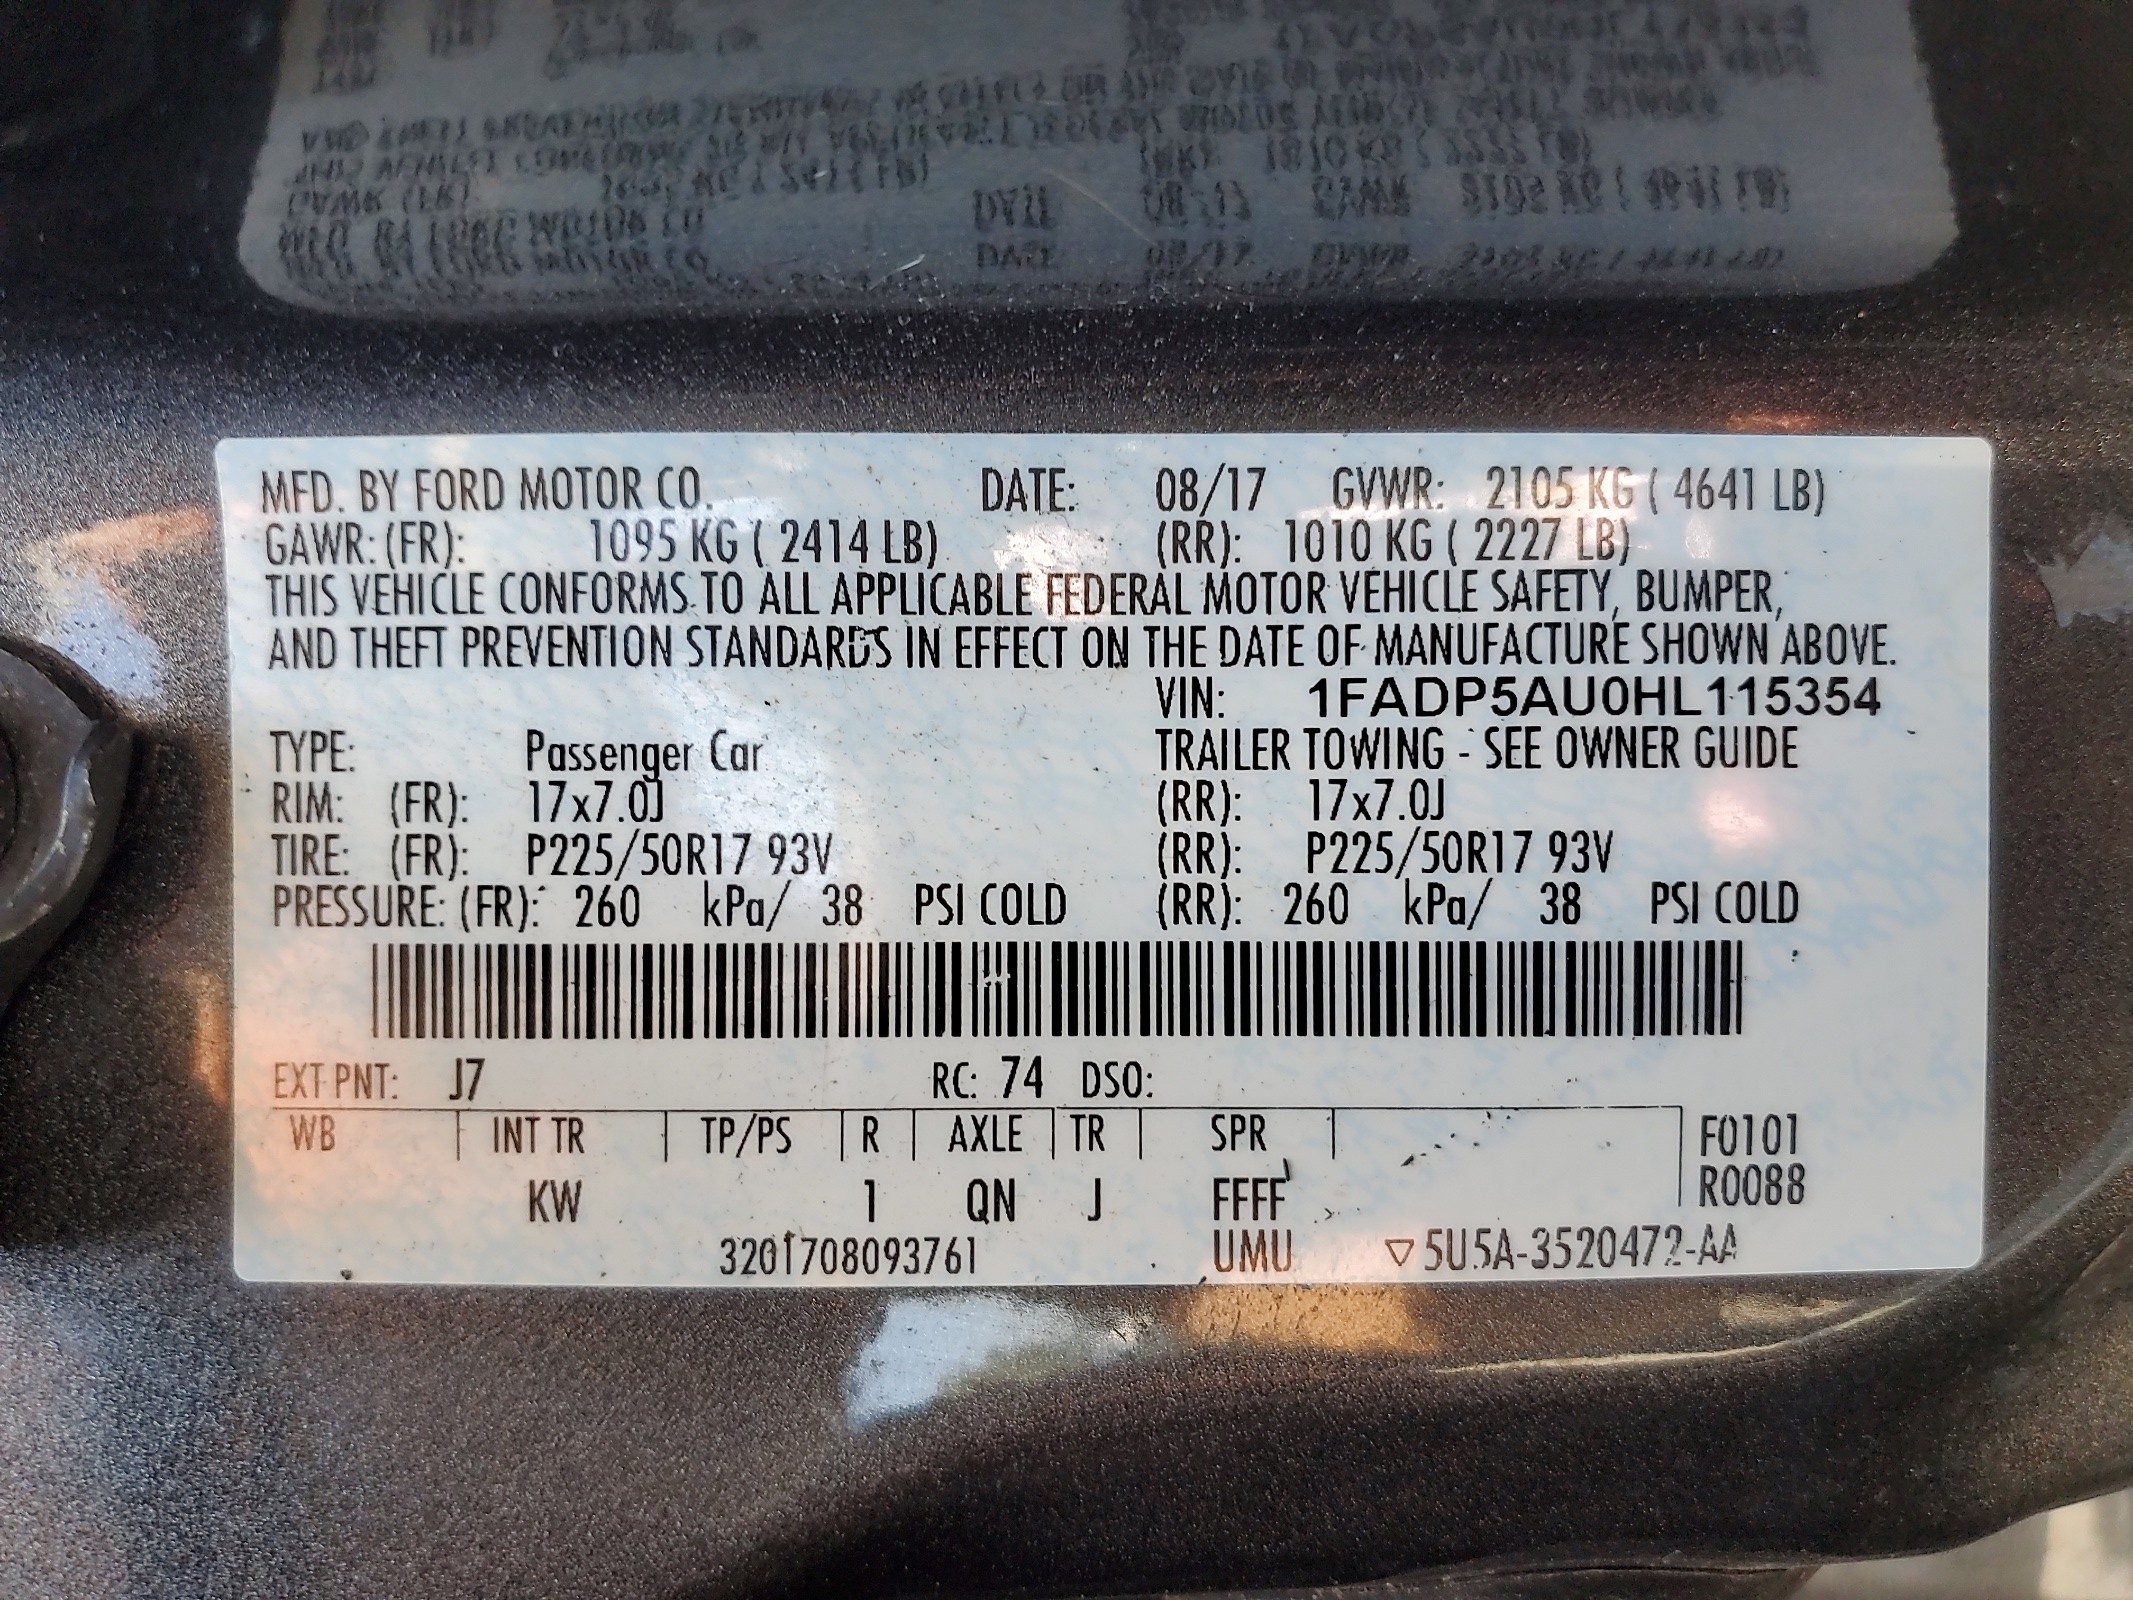 MFD. BY FORD MOTOR CO. DATE: 08/17 GVWR: 2105 KG ( 4641 LB)
GAWR: (FR): 1095 KG ( 2414 LB) (RR): 1010 KG ( 2227 LB)
THIS VEHICLE CONFORMS TO ALL APPLICABLE FEDERAL MOTOR VEHICLE SAFETY, BUMPER,
AND THEFT PREVENTION STANDARDS IN EFFECT ON THE DATE OF MANUFACTURE SHOWN ABOVE.
VIN: 1FADP5AU0HL115354
TYPE: Passenger Car TRAILER TOWING - SEE OWNER GUIDE
RIM: (FR): 17x7.0J (RR): 17x7.0J
TIRE: (FR): P225/50R17 93V (RR): P225/50R17 93V
PRESSURE: (FR): 260 kPa/ 38 PSI COLD (RR): 260 kPa/ 38 PSI COLD
EXT PNT: J7 RC: 74 DSO:
WB INT TR TP/PS R AXLE TR SPR F0101
KW 1 QN J FFFF R0088
3201708093761 UMU ▽5U5A-3520472-AA